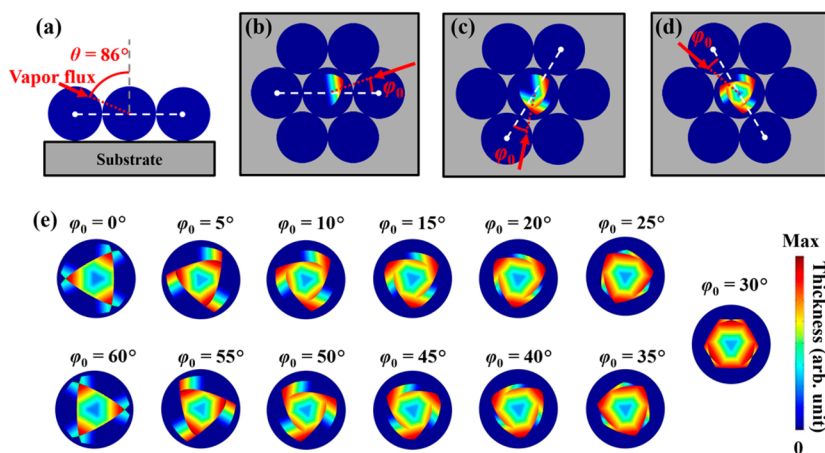 (a)
θ = 86°
Vapor flux
Substrate
(b)
φ₀
(c)
φ₀
(d)
φ₀
(e)
φ₀ = 0°
φ₀ = 5°
φ₀ = 10°
φ₀ = 15°
φ₀ = 20°
φ₀ = 25°
φ₀ = 60°
φ₀ = 55°
φ₀ = 50°
φ₀ = 45°
φ₀ = 40°
φ₀ = 35°
φ₀ = 30°
Max
Thickness (arb. unit)
0